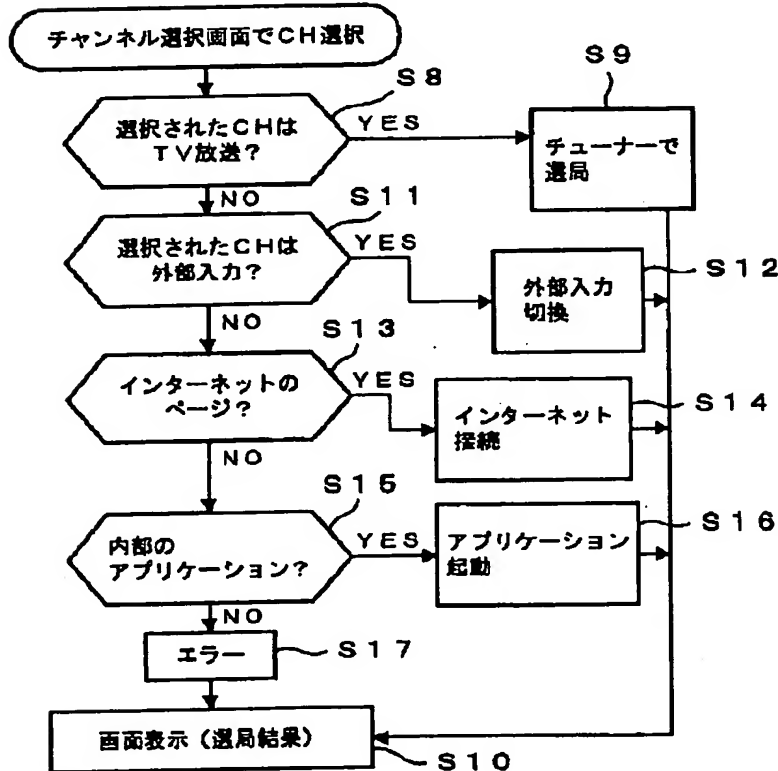 チャンネル選択画面でCH選択
S8
S9
選択されたCHは
TV放送?
YES
チューナーで
選局
NO
S11
選択されたCHは
外部入力?
YES
S12
外部入力
切換
NO
S13
インターネットの
ページ?
YES
S14
インターネット
接続
NO
S15
内部の
アプリケーション?
YES
S16
アプリケーション
起動
NO
エラー
S17
画面表示(選局結果)
S10